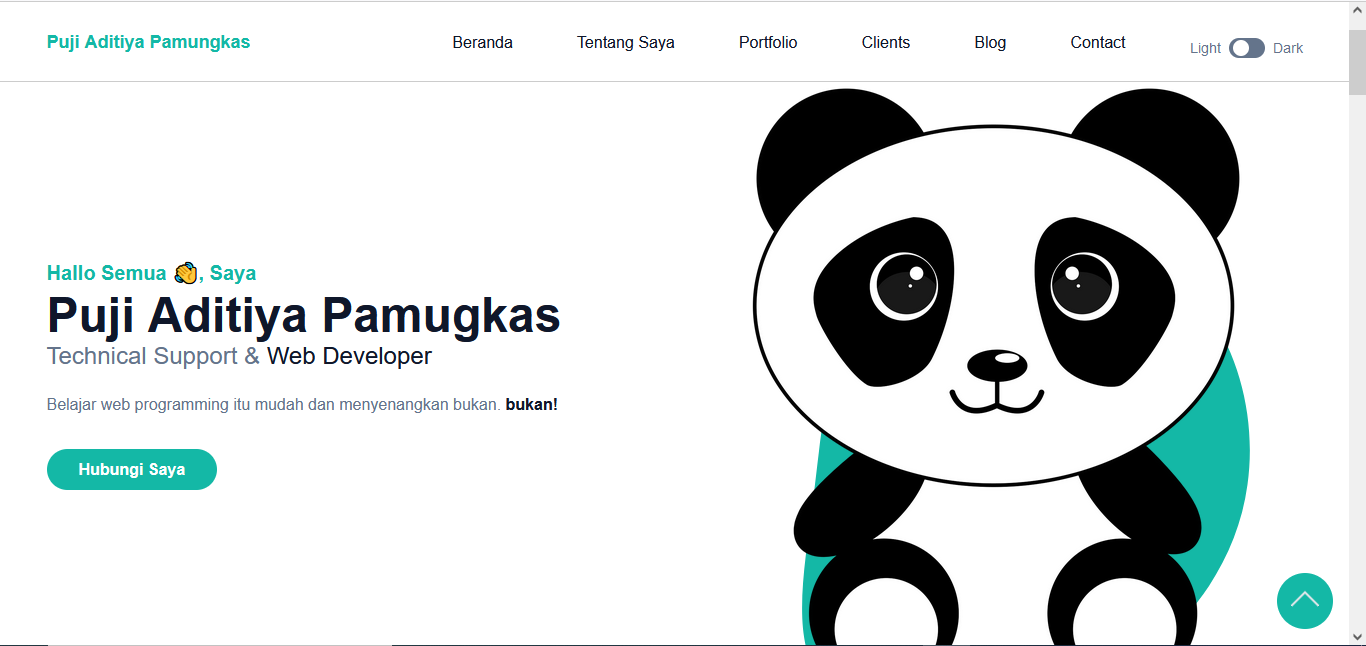 Puji Aditiya Pamungkas
Beranda Tentang Saya Portfolio Clients Blog Contact Light Dark
Hallo Semua 👏, Saya
Puji Aditiya Pamugkas
Technical Support & Web Developer
Belajar web programming itu mudah dan menyenangkan bukan. bukan!
Hubungi Saya